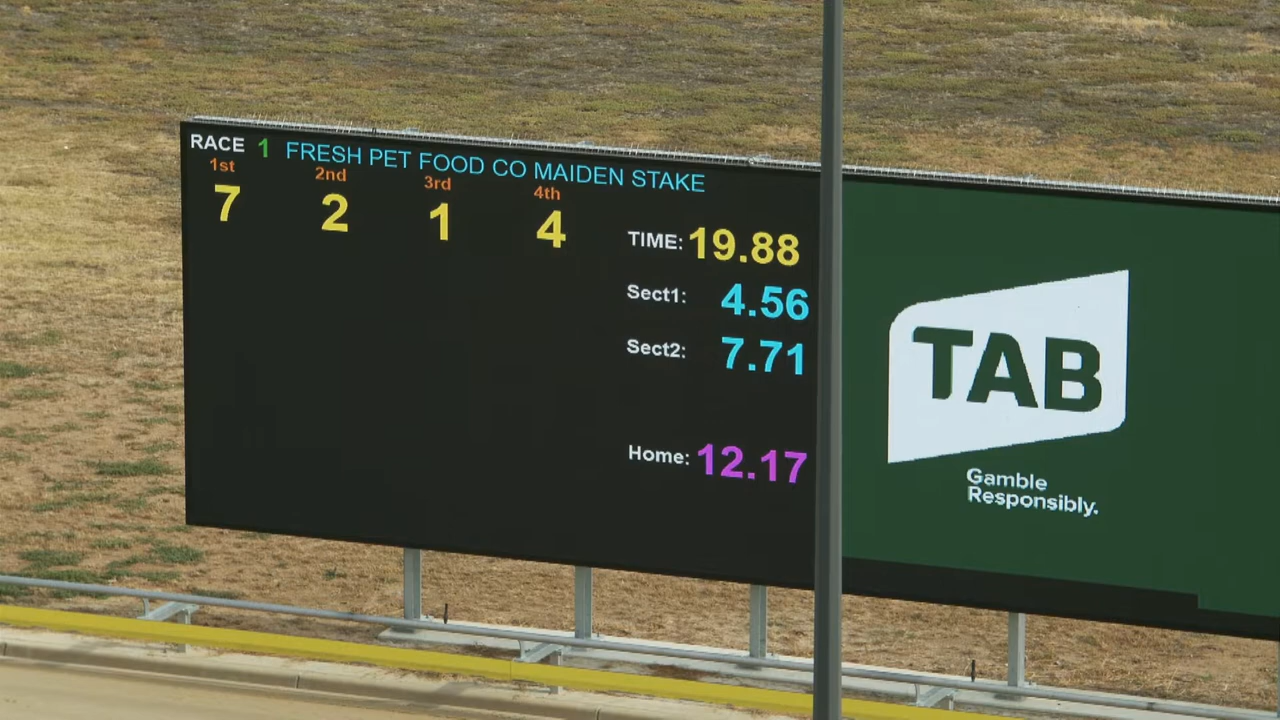 RACE 1 FRESH PET FOOD CO MAIDEN STAKE
1st 2nd 3rd 4th
7 2 1 4
TIME: 19.88
Sect1: 4.56
Sect2: 7.71
Home: 12.17
TAB
Gamble
Responsibly.